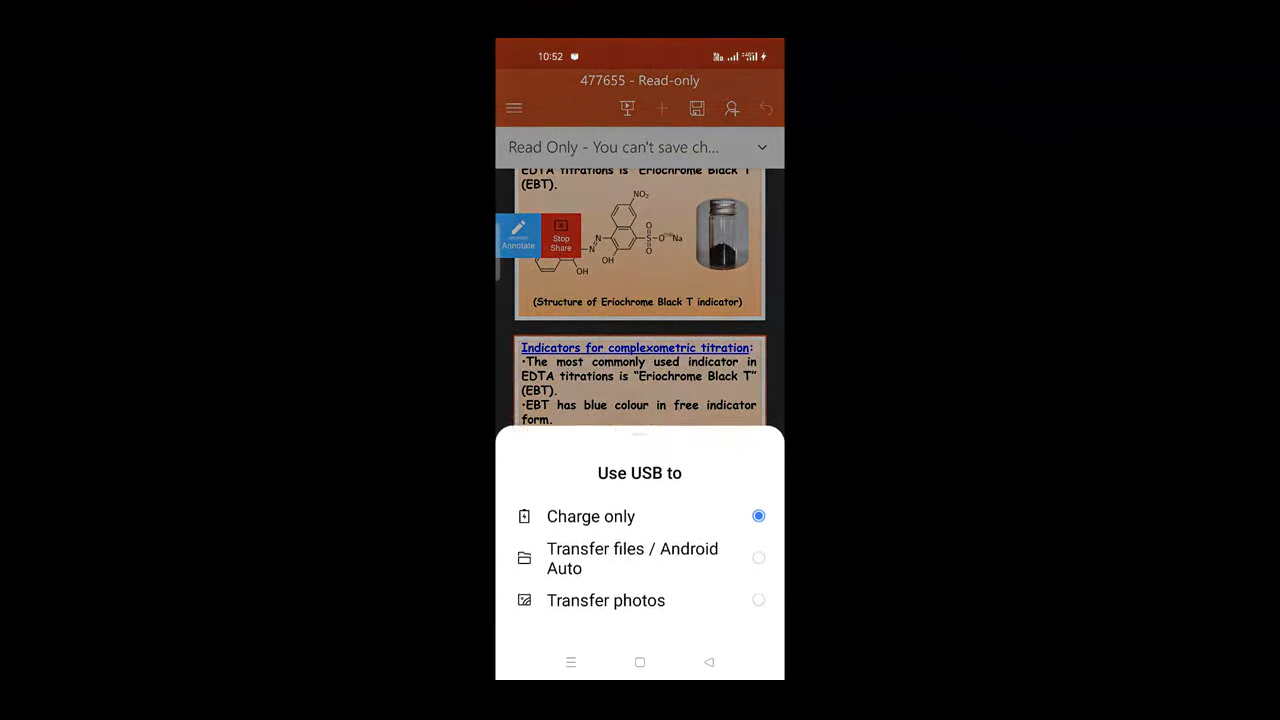 10:52
477655 - Read-only
Read Only - You can't save ch...
EDTA titrations is "Eriochrome Black T"
(EBT).
NO₂
Annotate
Stop
Share
N
N
O
S
O
O
Na
OH
OH
(Structure of Eriochrome Black T indicator)
Indicators for complexometric titration:
•The most commonly used indicator in
EDTA titrations is “Eriochrome Black T”
(EBT).
•EBT has blue colour in free indicator
form.
Use USB to
Charge only
Transfer files / Android
Auto
Transfer photos